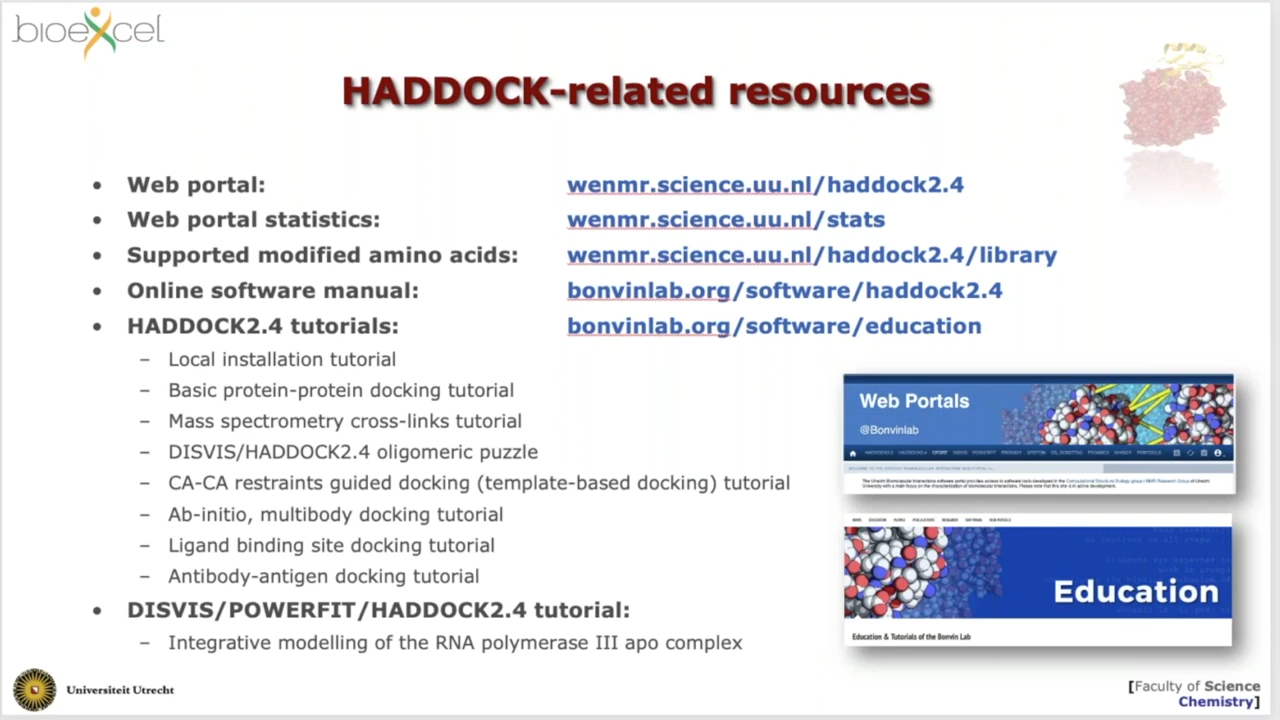 bioexcel
HADDOCK-related resources
• Web portal: wenmr.science.uu.nl/haddock2.4
• Web portal statistics: wenmr.science.uu.nl/stats
• Supported modified amino acids: wenmr.science.uu.nl/haddock2.4/library
• Online software manual: bonvinlab.org/software/haddock2.4
• HADDOCK2.4 tutorials: bonvinlab.org/software/education
– Local installation tutorial
– Basic protein-protein docking tutorial
– Mass spectrometry cross-links tutorial
– DISVIS/HADDOCK2.4 oligomeric puzzle
– CA-CA restraints guided docking (template-based docking) tutorial
– Ab-initio, multibody docking tutorial
– Ligand binding site docking tutorial
– Antibody-antigen docking tutorial
• DISVIS/POWERFIT/HADDOCK2.4 tutorial:
– Integrative modelling of the RNA polymerase III apo complex
Web Portals
@Bonvinlab
Education
Education & Tutorials of the Bonvin Lab
Universiteit Utrecht
[Faculty of Science
Chemistry]